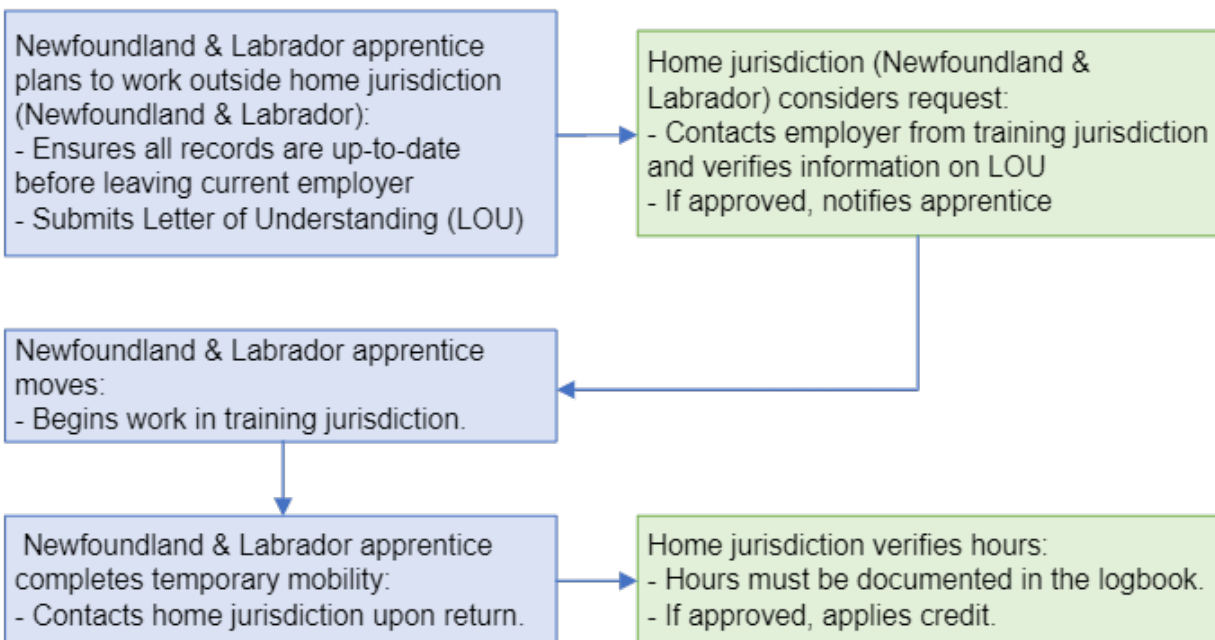 Newfoundland & Labrador apprentice
plans to work outside home jurisdiction
(Newfoundland & Labrador):
- Ensures all records are up-to-date
before leaving current employer
- Submits Letter of Understanding (LOU)
Home jurisdiction (Newfoundland &
Labrador) considers request:
- Contacts employer from training jurisdiction
and verifies information on LOU
- If approved, notifies apprentice
Newfoundland & Labrador apprentice
moves:
- Begins work in training jurisdiction.
Newfoundland & Labrador apprentice
completes temporary mobility:
- Contacts home jurisdiction upon return.
Home jurisdiction verifies hours:
- Hours must be documented in the logbook.
- If approved, applies credit.